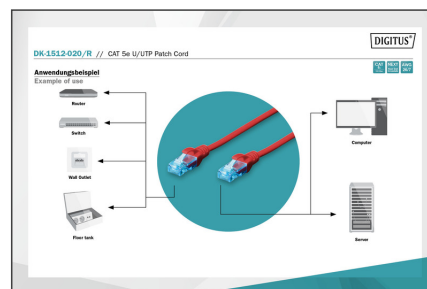 DIGITUS®
DK-1512-020/R // CAT 5e U/UTP Patch Cord
Anwendungsbeispiel
Example of use
Router
Switch
Wall Outlet
Floor tank
Computer
Server